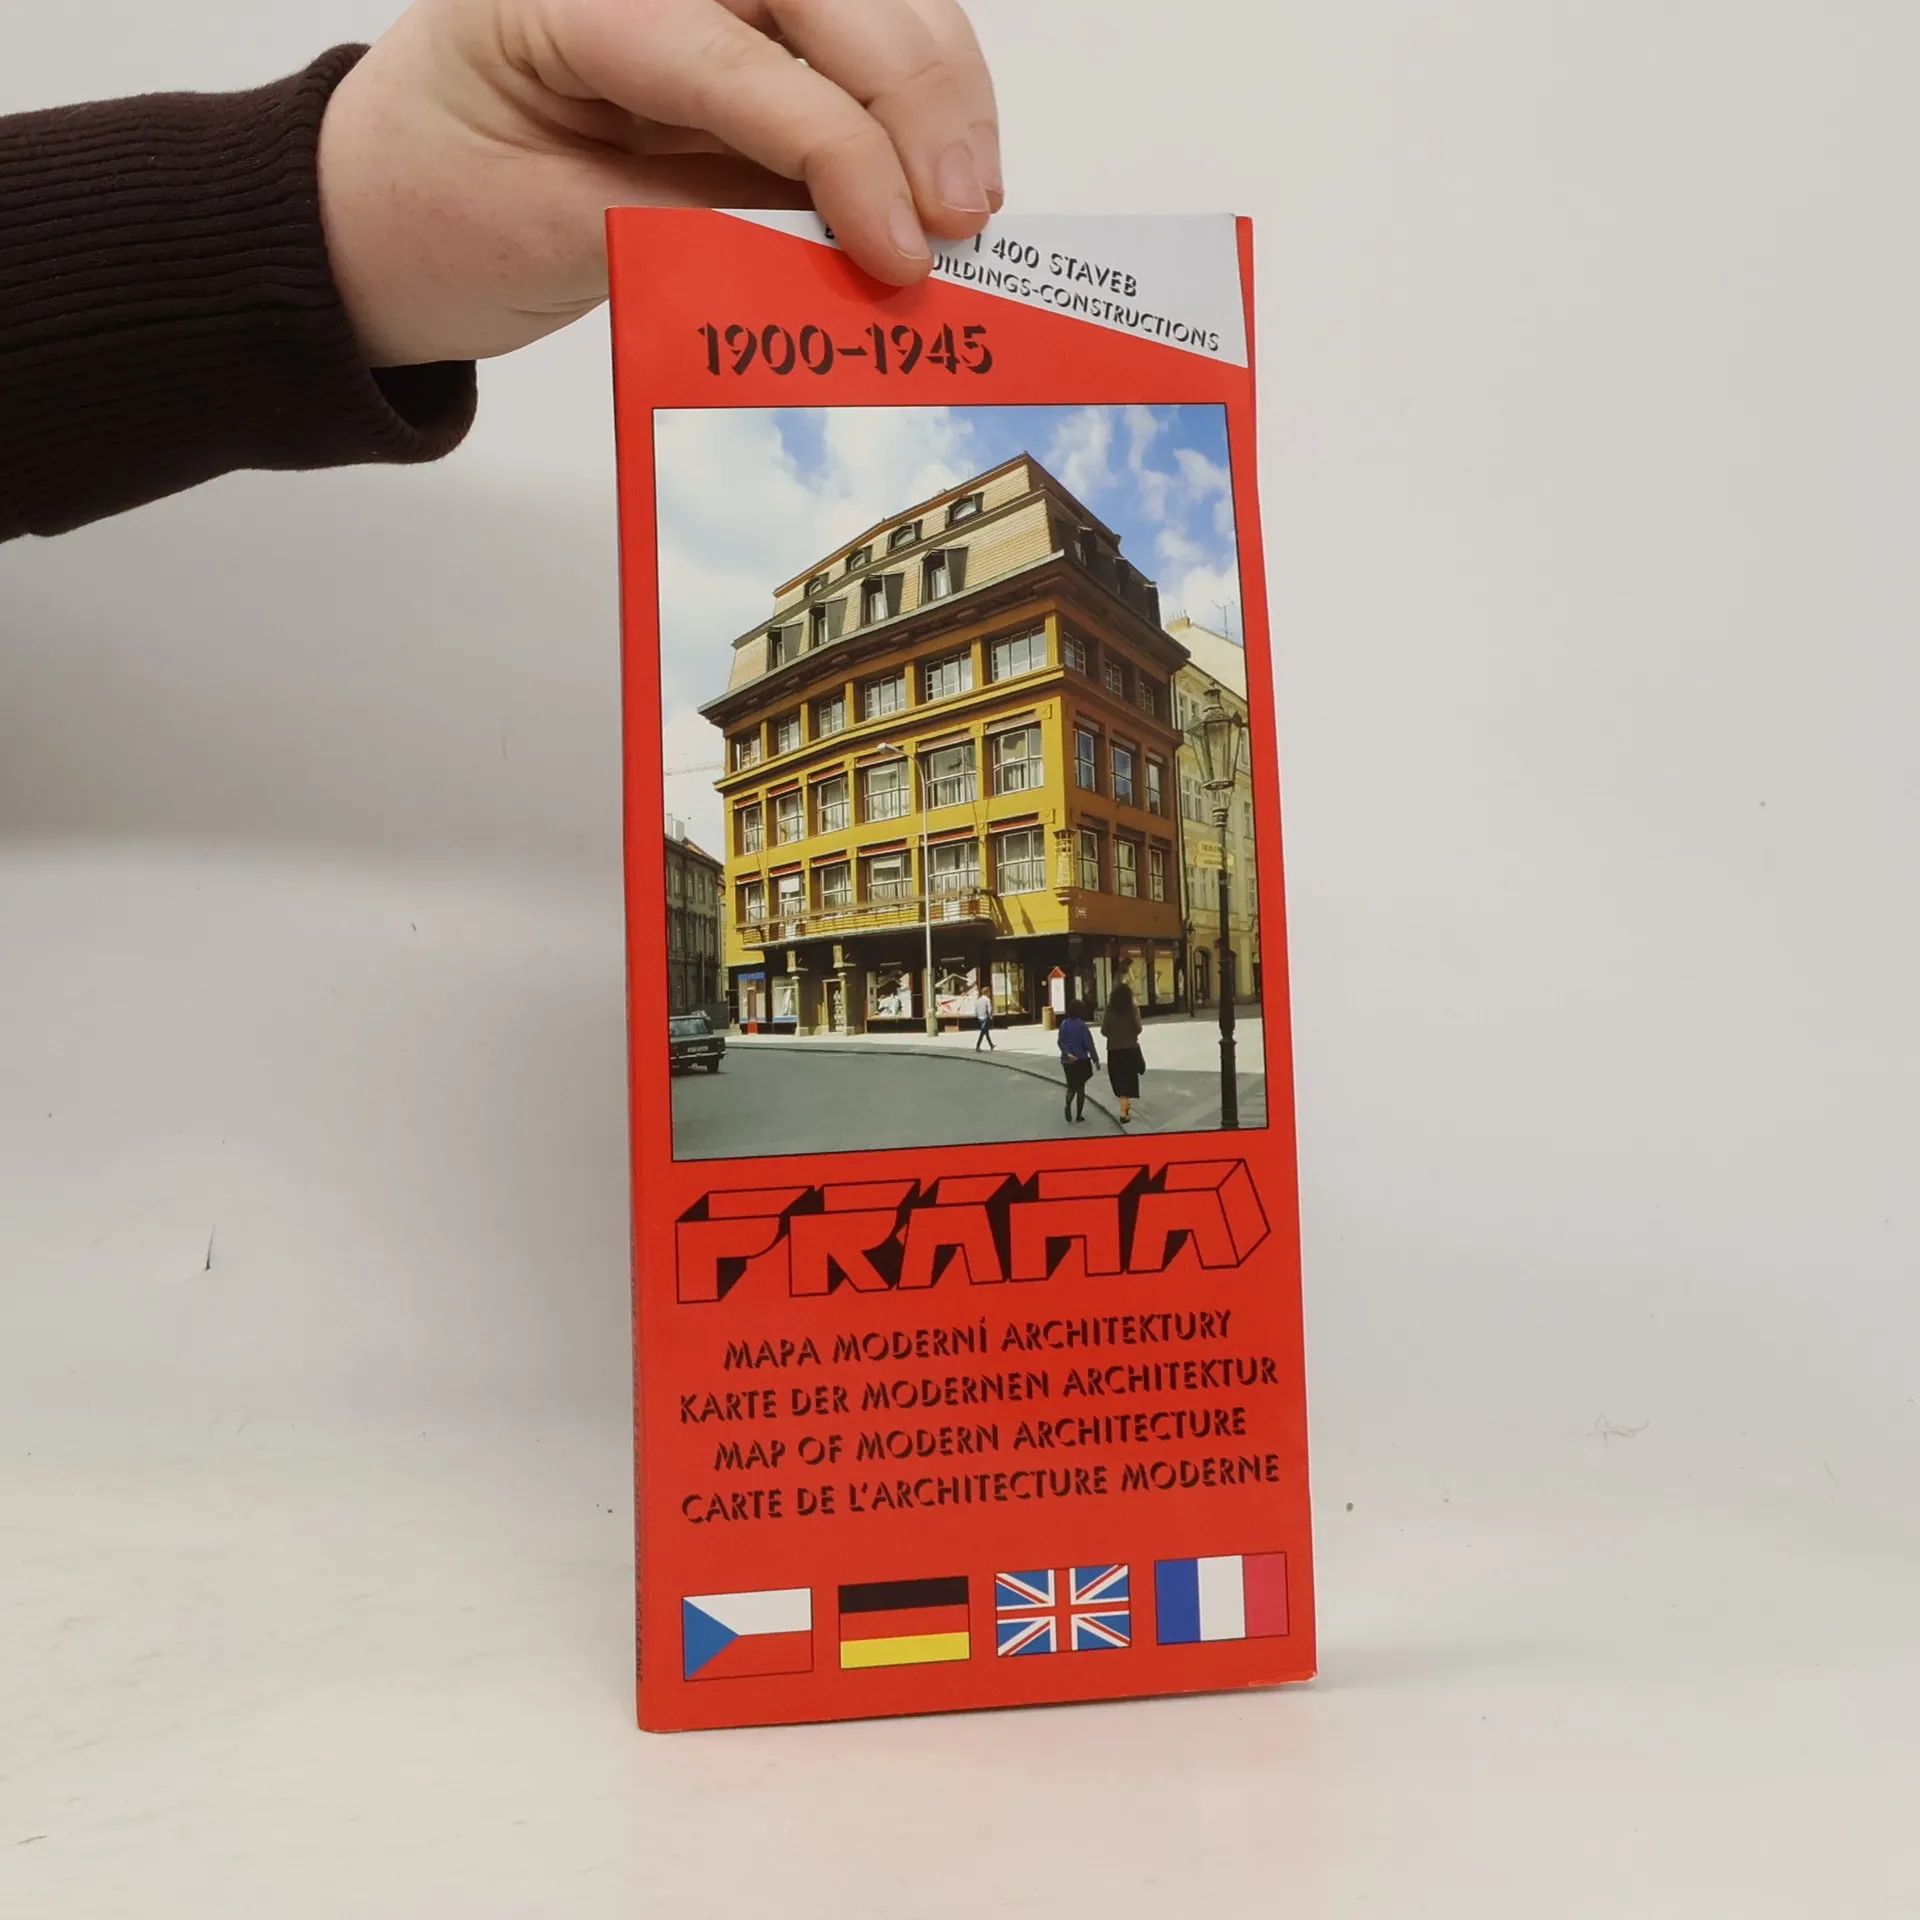 1 400 STAVEB
UILDINGS-CONSTRUCTIONS
1900–1945
PRAHA
MAPA MODERNÍ ARCHITEKTURY
KARTE DER MODERNEN ARCHITEKTUR
MAP OF MODERN ARCHITECTURE
CARTE DE L'ARCHITECTURE MODERNE